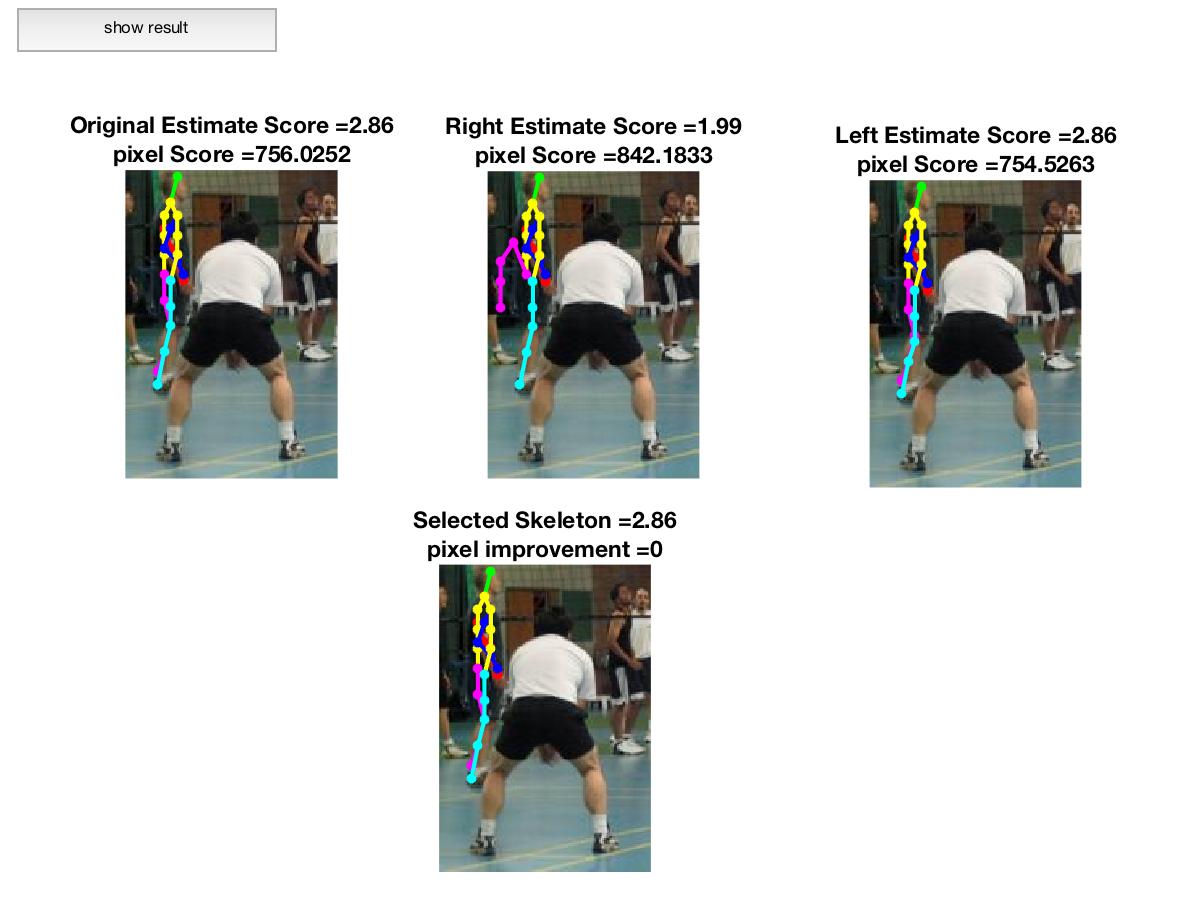 show result
Original Estimate Score =2.86
pixel Score =756.0252
Right Estimate Score =1.99
pixel Score =842.1833
Left Estimate Score =2.86
pixel Score =754.5263
Selected Skeleton =2.86
pixel improvement =0